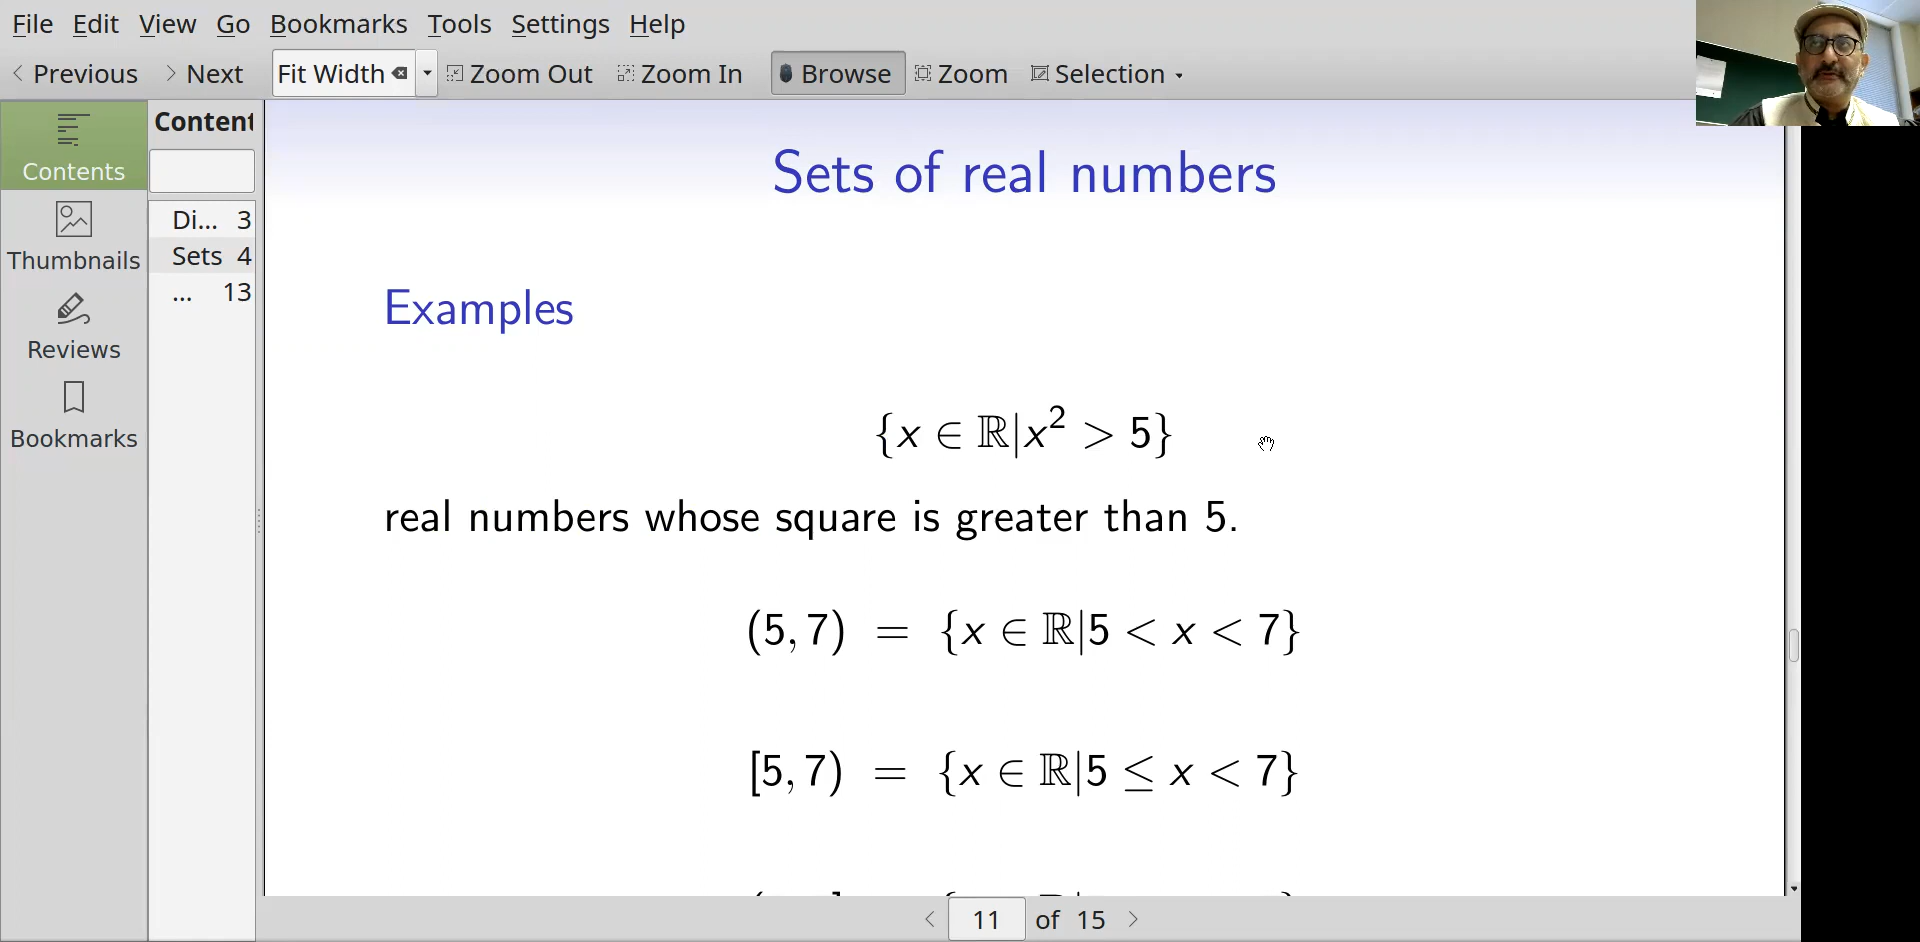 File Edit View Go Bookmarks Tools Settings Help
< Previous > Next Fit Width Zoom Out Zoom In Browse Zoom Selection
Contents
Thumbnails
Reviews
Bookmarks
Content
Di... 3
Sets 4
... 13
Sets of real numbers
Examples
{x ∈ ℝ|x² > 5}
real numbers whose square is greater than 5.
(5, 7) = {x ∈ ℝ|5 < x < 7}
[5, 7) = {x ∈ ℝ|5 ≤ x < 7}
< 11 of 15 >